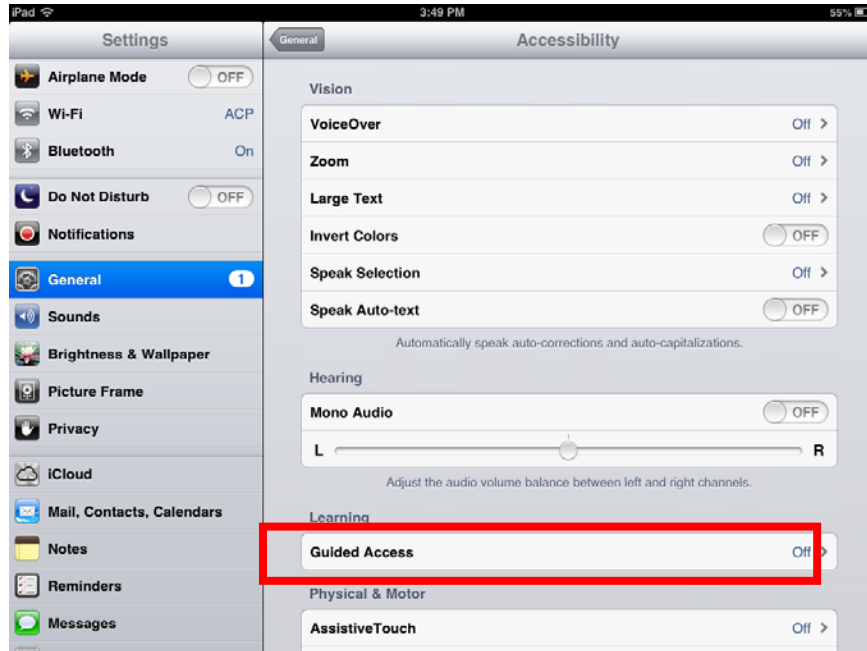 iPad 3:49 PM 55%
Settings
Airplane Mode OFF
Wi-Fi ACP
Bluetooth On
Do Not Disturb OFF
Notifications
General 1
Sounds
Brightness & Wallpaper
Picture Frame
Privacy
iCloud
Mail, Contacts, Calendars
Notes
Reminders
Messages
General Accessibility
Vision
VoiceOver Off
Zoom Off
Large Text Off
Invert Colors OFF
Speak Selection Off
Speak Auto-text OFF
Automatically speak auto-corrections and auto-capitalizations.
Hearing
Mono Audio OFF
L R
Adjust the audio volume balance between left and right channels.
Learning
Guided Access Off
Physical & Motor
AssistiveTouch Off